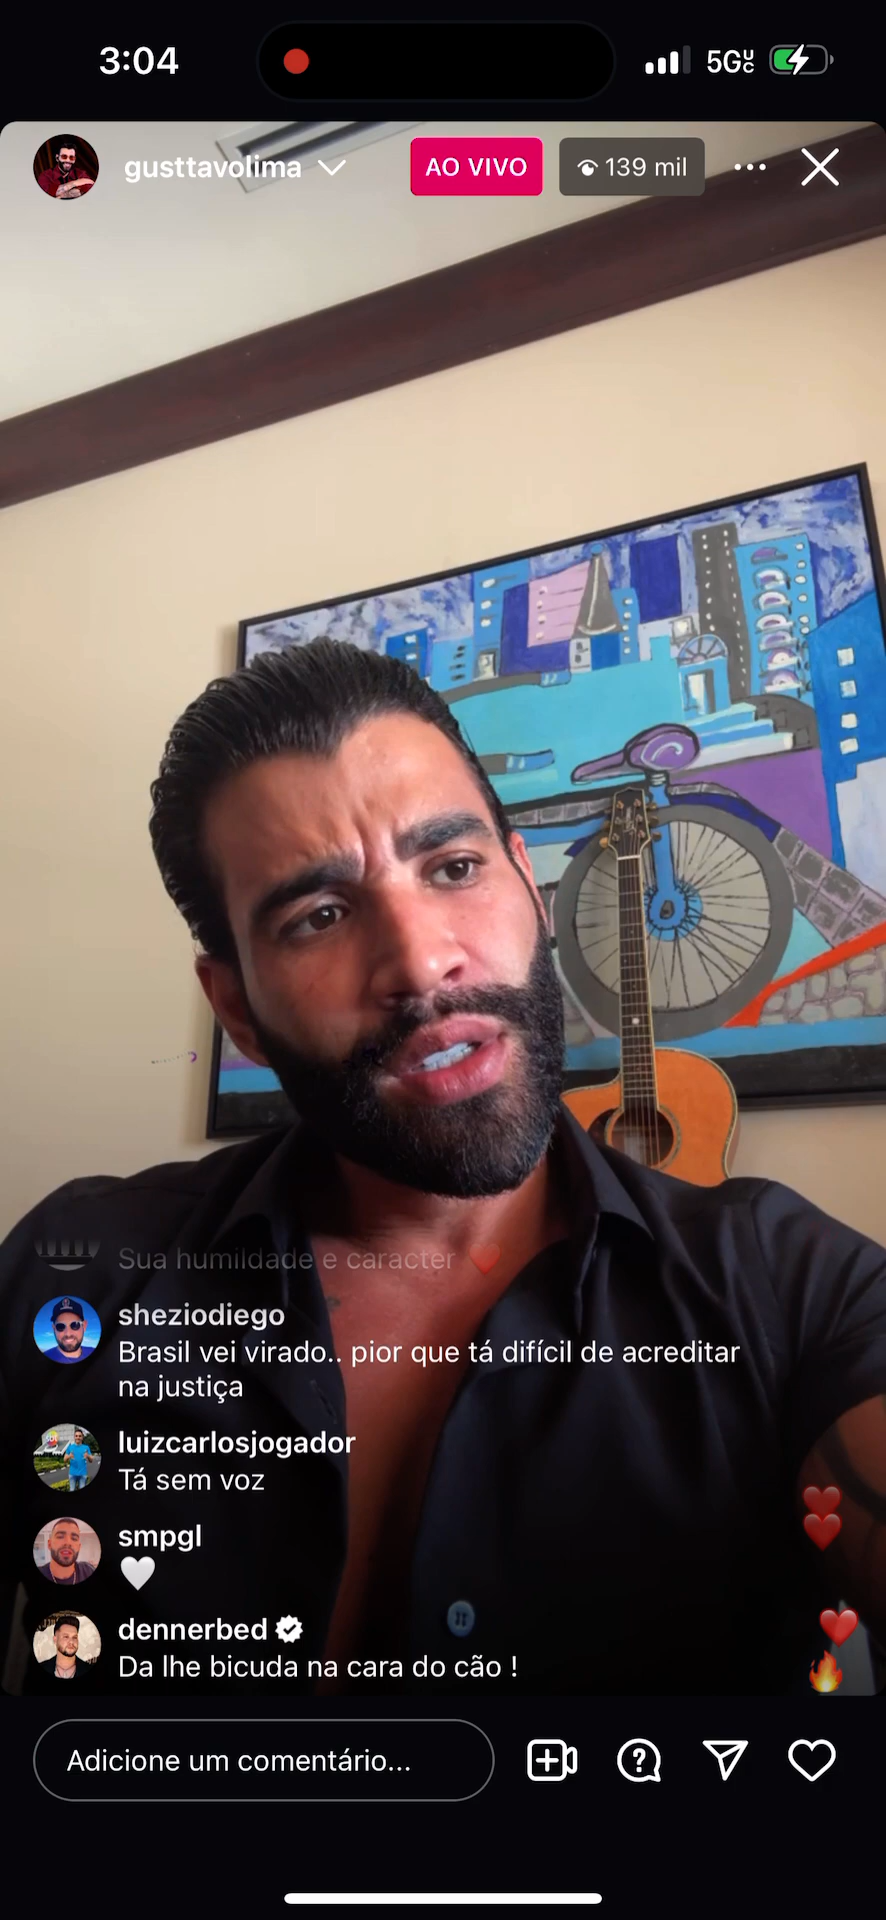 3:04
5GUC
gusttavolima
AO VIVO
139 mil
Sua humildade e caracter ❤️
sheziodiego
Brasil vei virado.. pior que tá difícil de acreditar
na justiça
luizcarlosjogador
Tá sem voz
smpgl
🤍
dennerbed
Da lhe bicuda na cara do cão !
Adicione um comentário...